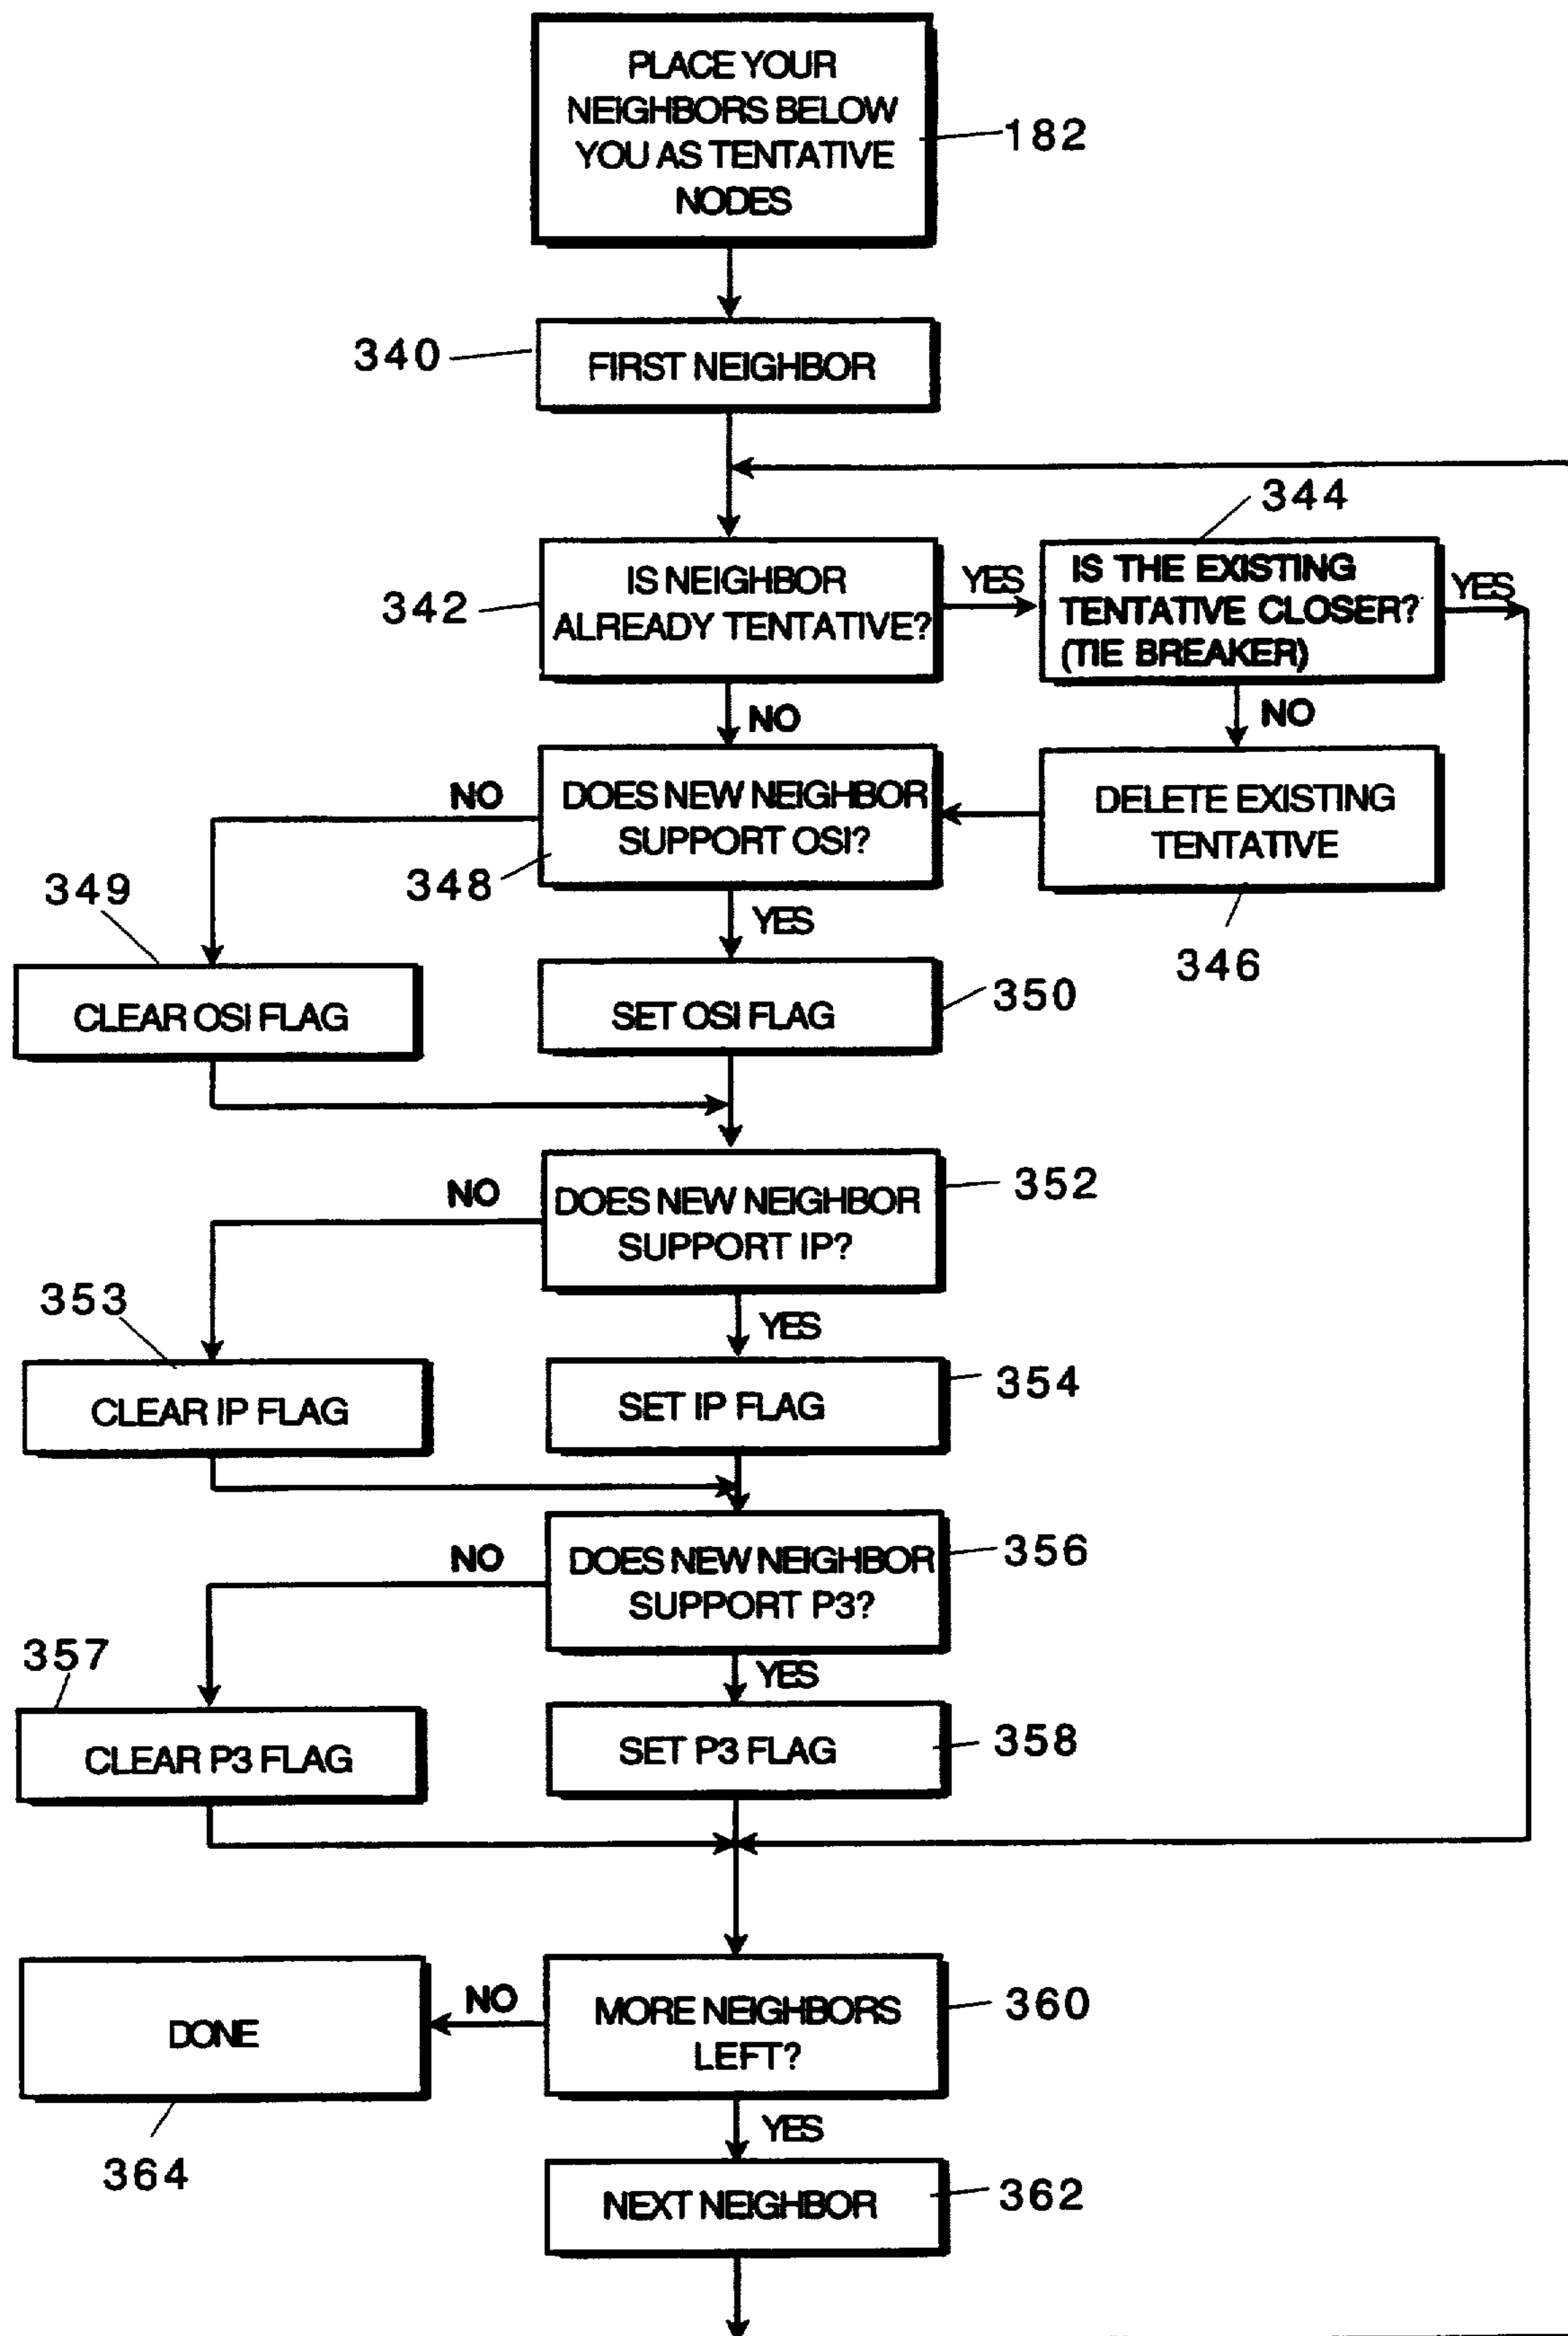 PLACE YOUR
NEIGHBORS BELOW
YOU AS TENTATIVE
NODES
182
340
FIRST NEIGHBOR
344
342
IS NEIGHBOR
ALREADY TENTATIVE?
YES
IS THE EXISTING
TENTATIVE CLOSER?
(TIE BREAKER)
YES
NO
NO
NO
DOES NEW NEIGHBOR
SUPPORT OSI?
348
DELETE EXISTING
TENTATIVE
346
349
YES
CLEAR OSI FLAG
SET OSI FLAG
350
NO
DOES NEW NEIGHBOR
SUPPORT IP?
352
353
YES
CLEAR IP FLAG
SET IP FLAG
354
NO
DOES NEW NEIGHBOR
SUPPORT P3?
356
357
YES
CLEAR P3 FLAG
SET P3 FLAG
358
DONE
NO
MORE NEIGHBORS
LEFT?
360
364
YES
NEXT NEIGHBOR
362